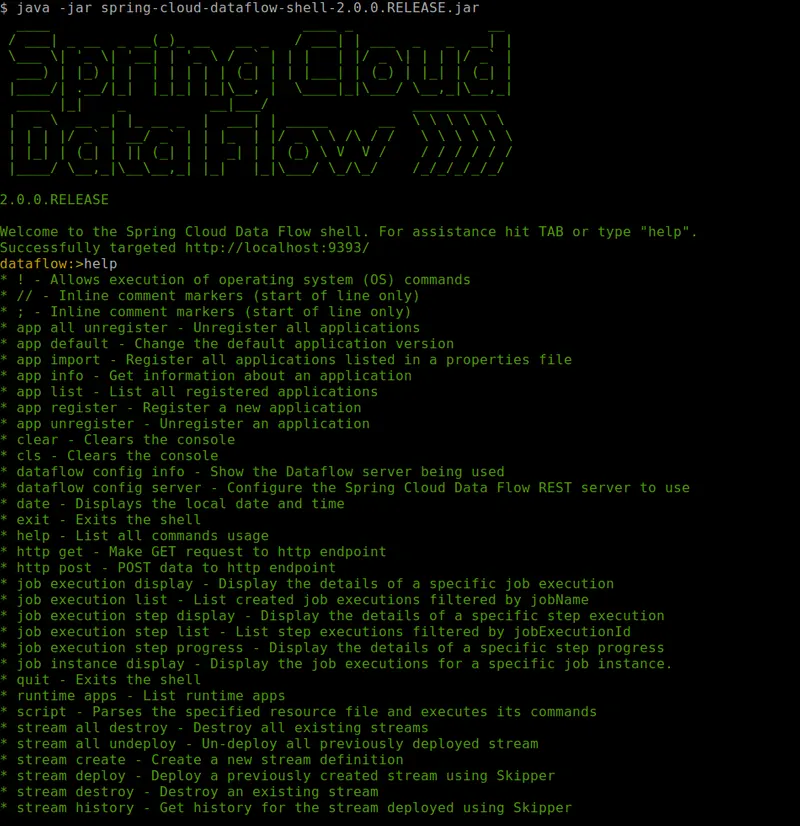 $ java -jar spring-cloud-dataflow-shell-2.0.0.RELEASE.jar
Spring Cloud
Data Flow
2.0.0.RELEASE
Welcome to the Spring Cloud Data Flow shell. For assistance hit TAB or type "help".
Successfully targeted http://localhost:9393/
dataflow:>help
* ! - Allows execution of operating system (OS) commands
* // - Inline comment markers (start of line only)
* ; - Inline comment markers (start of line only)
* app all unregister - Unregister all applications
* app default - Change the default application version
* app import - Register all applications listed in a properties file
* app info - Get information about an application
* app list - List all registered applications
* app register - Register a new application
* app unregister - Unregister an application
* clear - Clears the console
* cls - Clears the console
* dataflow config info - Show the Dataflow server being used
* dataflow config server - Configure the Spring Cloud Data Flow REST server to use
* date - Displays the local date and time
* exit - Exits the shell
* help - List all commands usage
* http get - Make GET request to http endpoint
* http post - POST data to http endpoint
* job execution display - Display the details of a specific job execution
* job execution list - List created job executions filtered by jobName
* job execution step display - Display the details of a specific step execution
* job execution step list - List step executions filtered by jobExecutionId
* job execution step progress - Display the details of a specific step progress
* job instance display - Display the job executions for a specific job instance.
* quit - Exits the shell
* runtime apps - List runtime apps
* script - Parses the specified resource file and executes its commands
* stream all destroy - Destroy all existing streams
* stream all undeploy - Un-deploy all previously deployed stream
* stream create - Create a new stream definition
* stream deploy - Deploy a previously created stream using Skipper
* stream destroy - Destroy an existing stream
* stream history - Get history for the stream deployed using Skipper